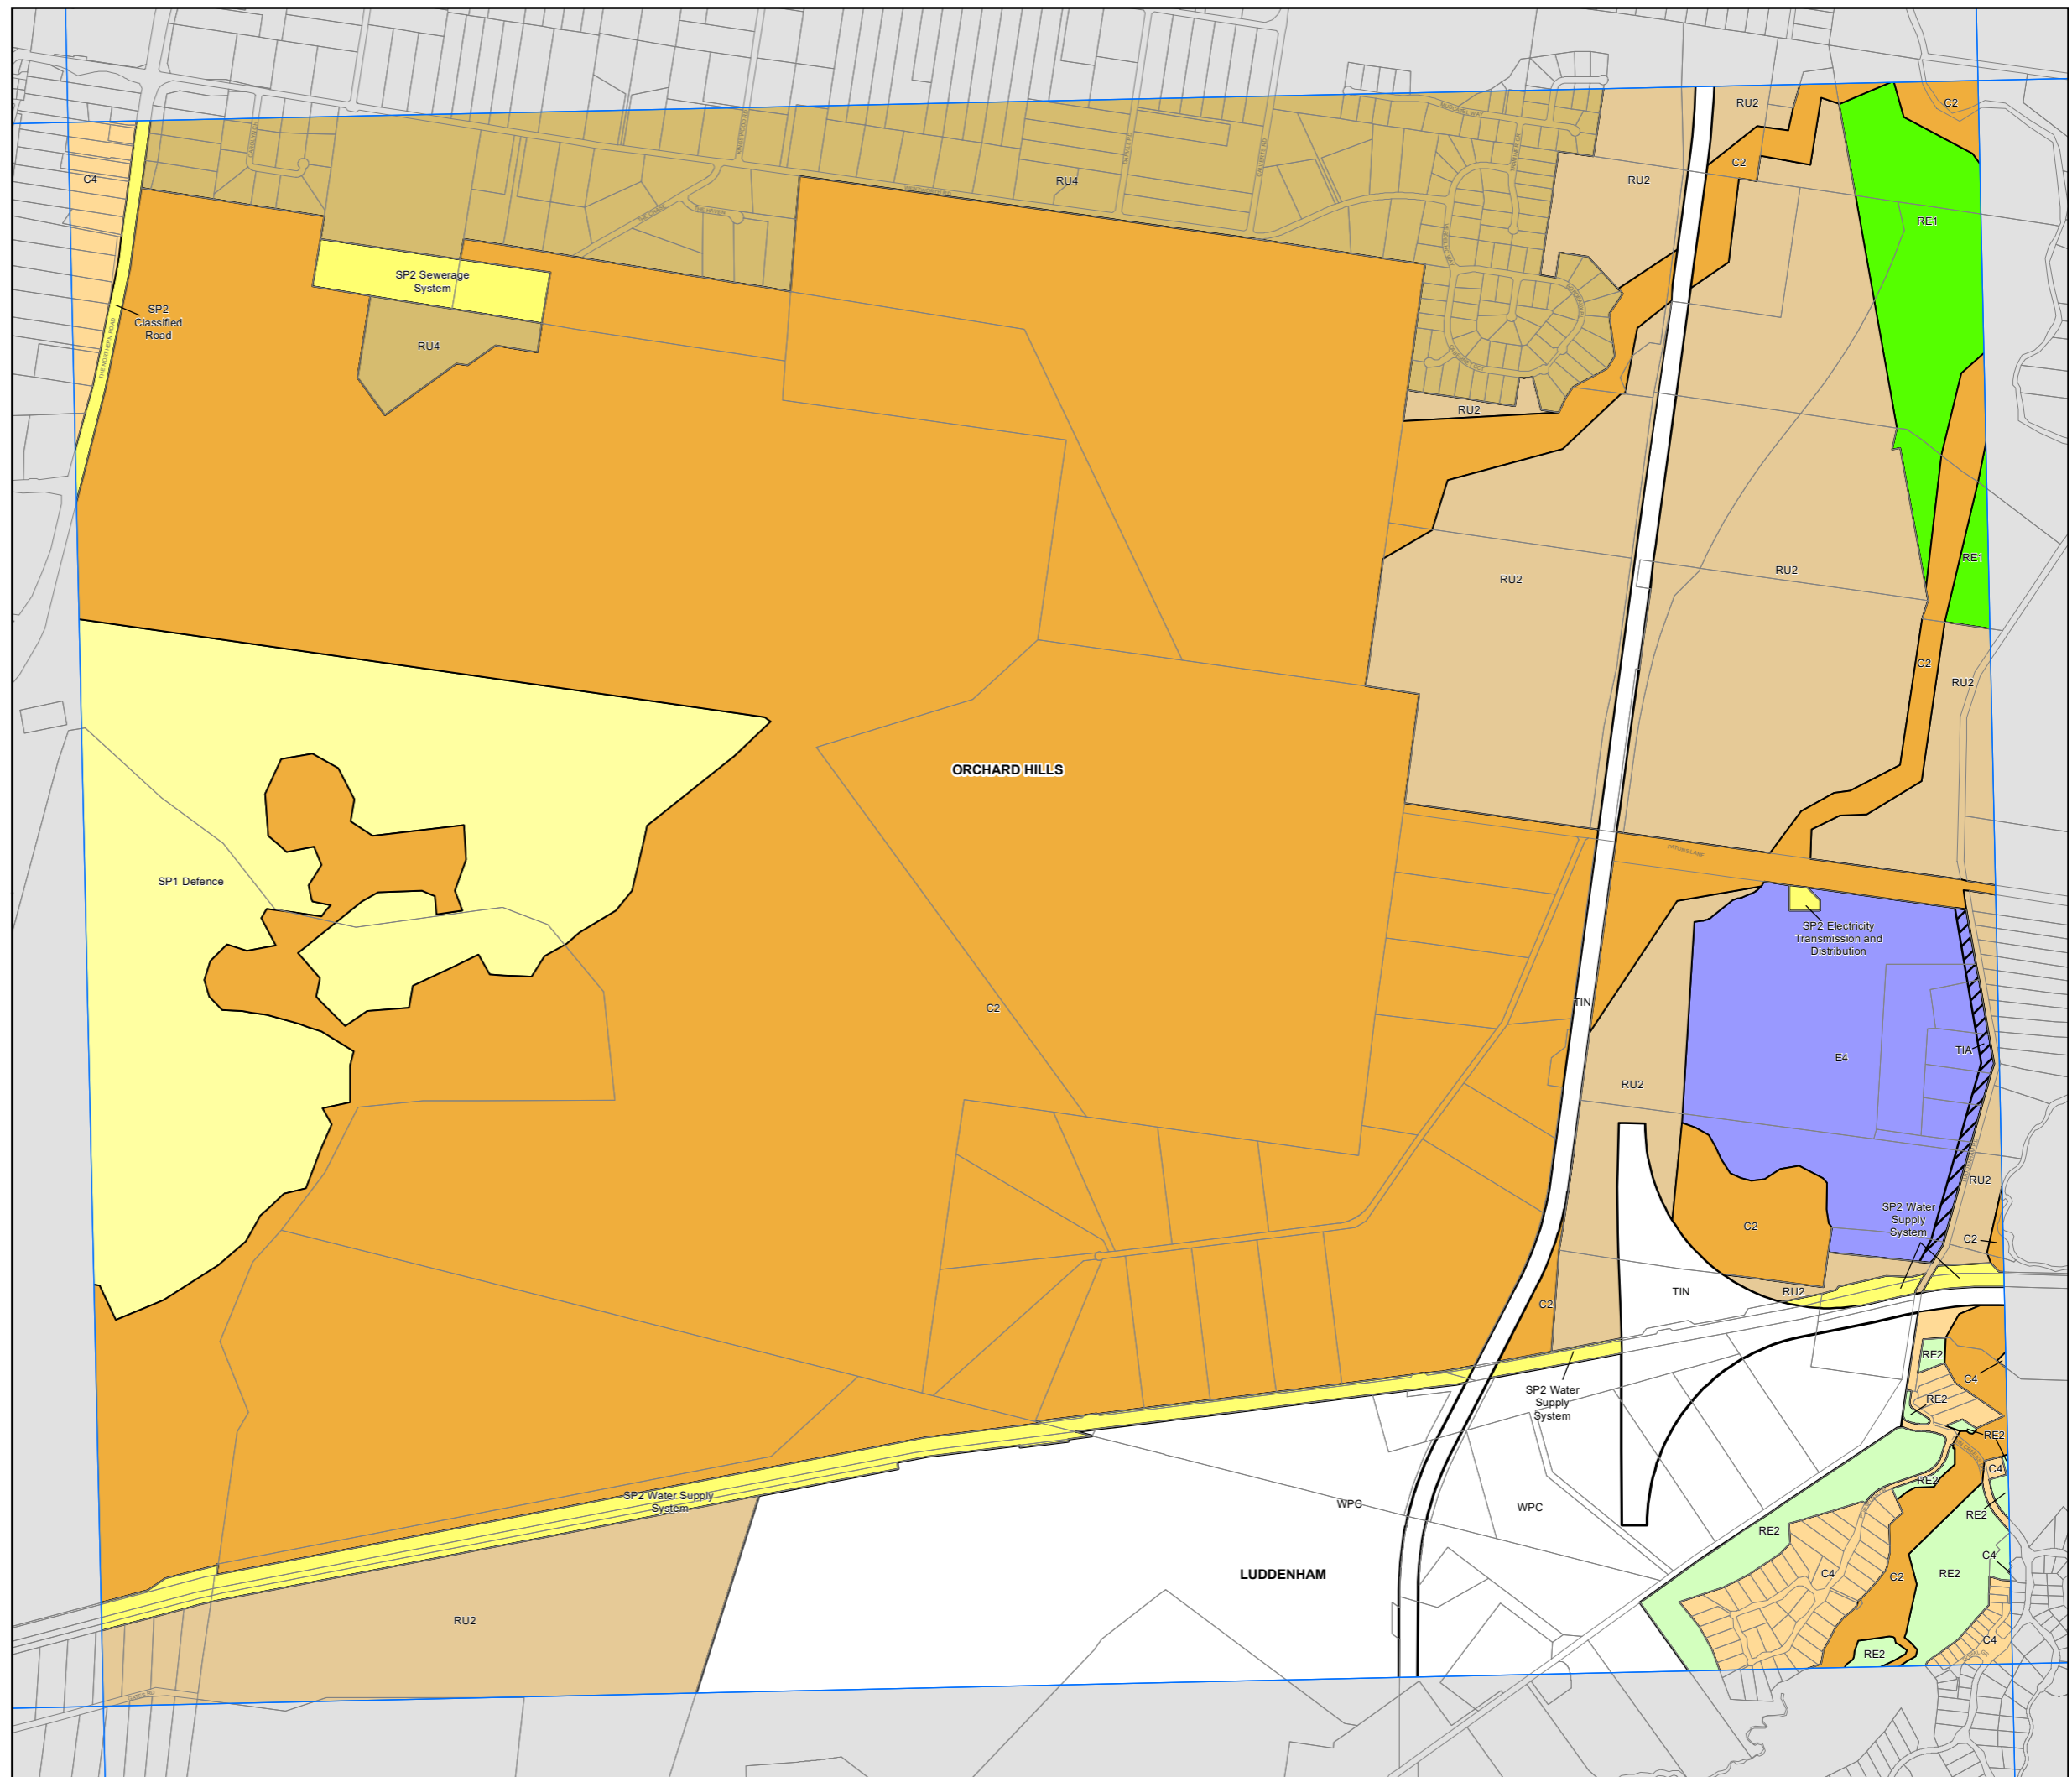 RU2
C2
C4
C2
RU4
RU2
RE1
SP2 Sewerage
System
SP2
Classified
Road
THE NORTHERN ROAD
RU4
RU2
RE1
RU2
RU2
C2
RU2
ORCHARD HILLS
SP1 Defence
SP2 Electricity
Transmission and
Distribution
C2
TIN
E4
TIA
RU2
RU2
SP2 Water
Supply
System
C2
C2
C2
TIN
RU2
RE2
C4
SP2 Water
Supply
System
RE2
RE2
C4
RE2
SP2 Water Supply
System
WPC
WPC
RE2
RE2
C4
LUDDENHAM
C4
C2
RE2
RU2
C4
RE2